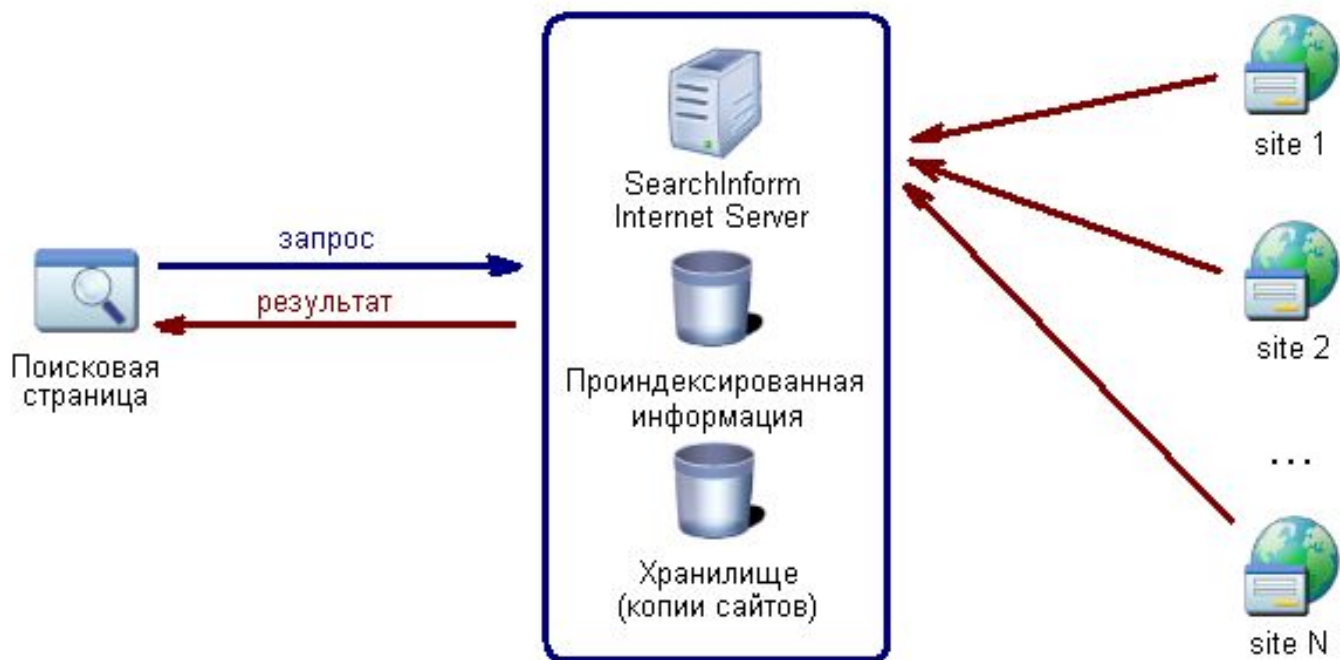 запрос
результат
Поисковая
страница
SearchInform
Internet Server
Проиндексированная
информация
Хранилище
(копии сайтов)
site 1
site 2
...
site N